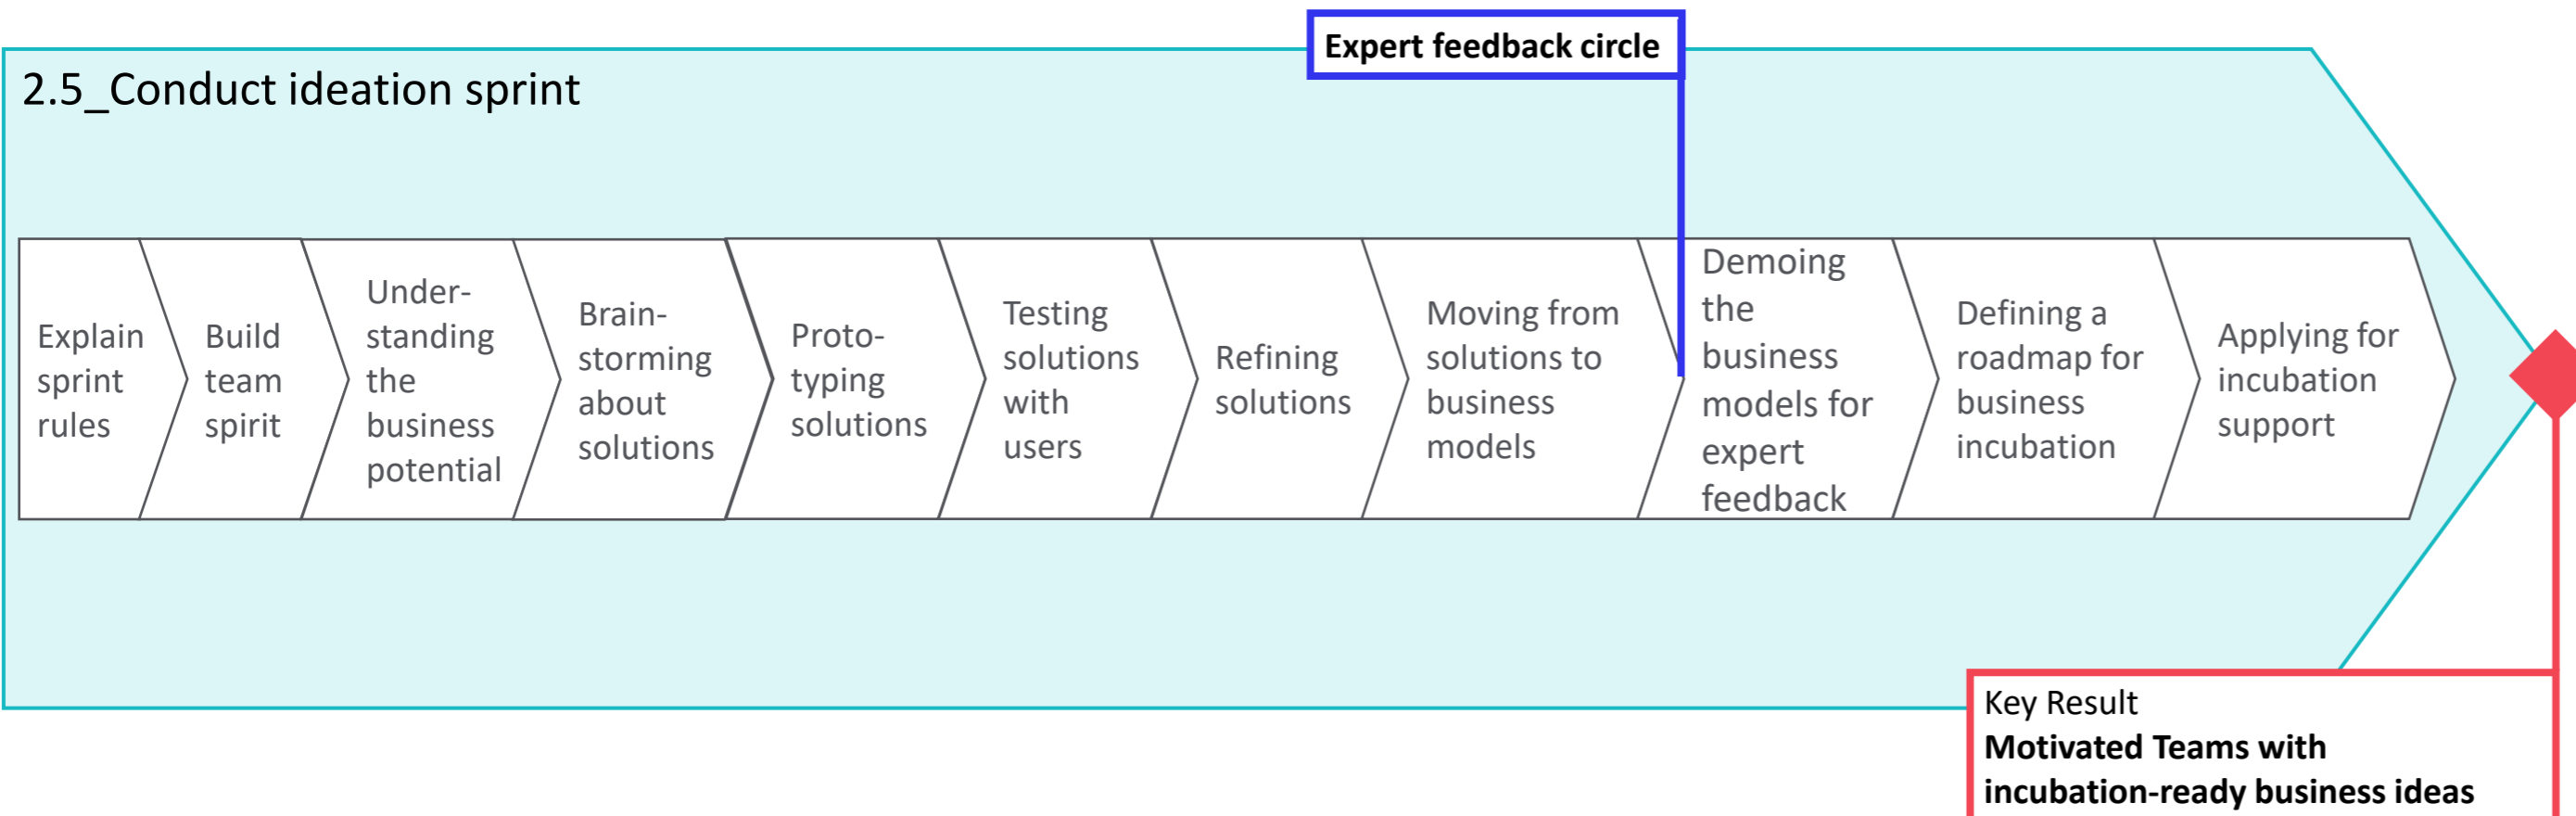 Expert feedback circle
2.5_Conduct ideation sprint
Explain
sprint
rules
Build
team
spirit
Under-
standing
the
business
potential
Brain-
storming
about
solutions
Proto-
typing
solutions
Testing
solutions
with
users
Refining
solutions
Moving from
solutions to
business
models
Demoing
the
business
models for
expert
feedback
Defining a
roadmap for
business
incubation
Applying for
incubation
support
Key Result
Motivated Teams with
incubation-ready business ideas